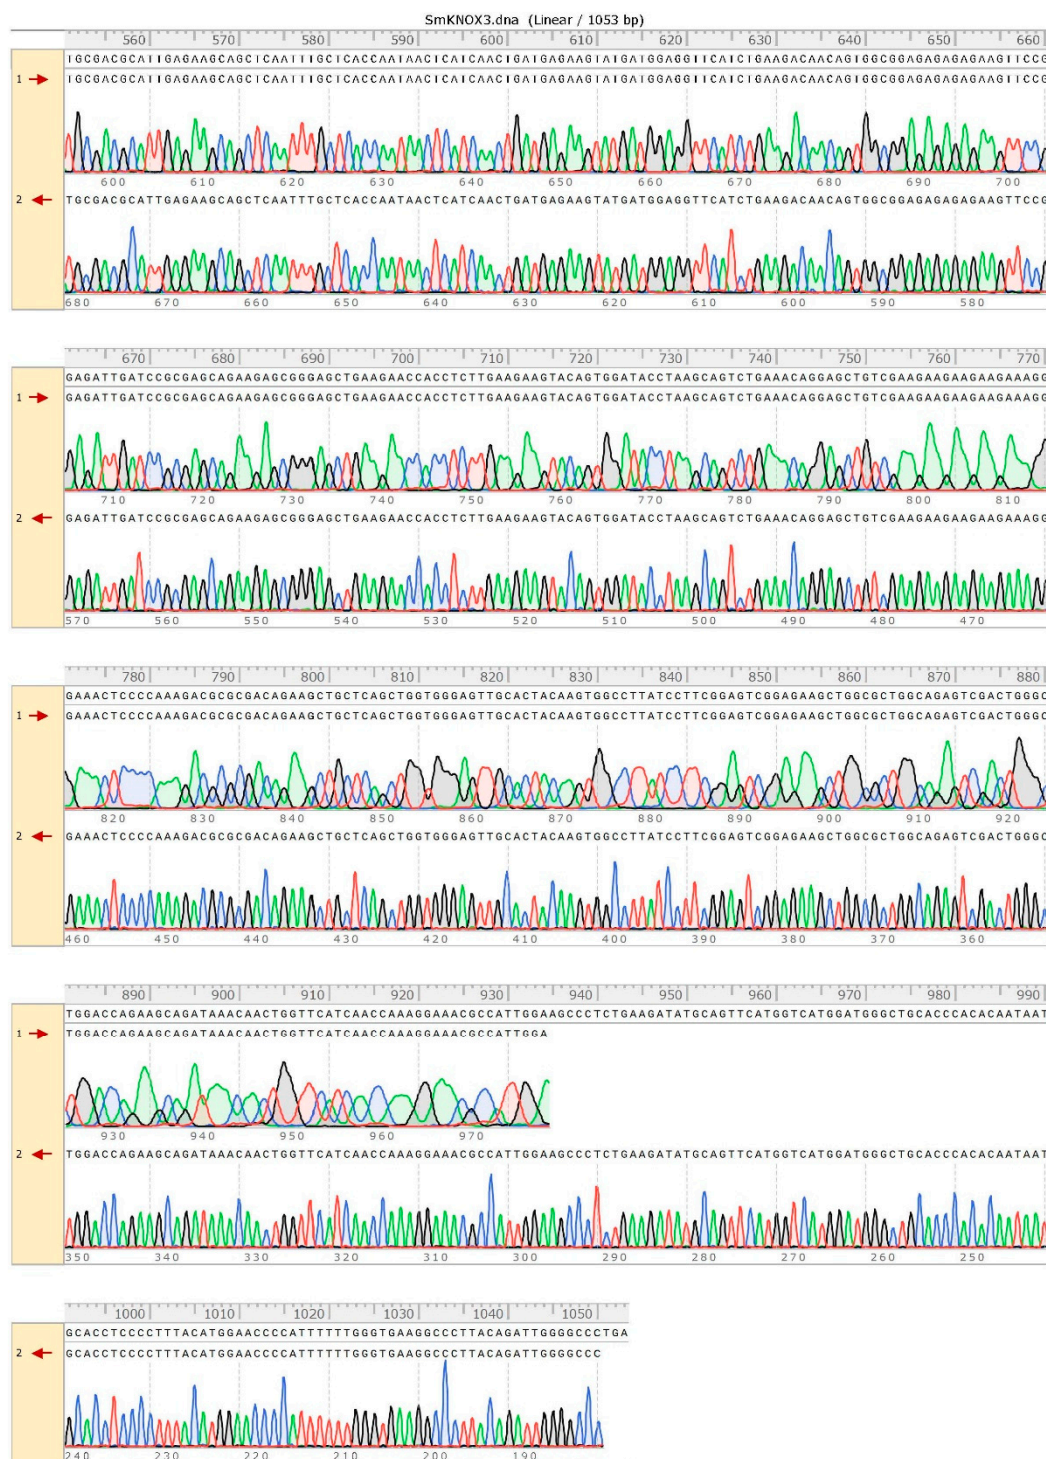 SmKNOX3.dna (Linear / 1053 bp)
560 570 580 590 600 610 620 630 640 650 660
TGCGACGCATTGAGAAGCAGCTCAATTTGCTCACCAATAACTCATCAACTGATGAGAAGTATGATGGAGGTTCATCTGAAGACAACAGTGGCGGAGAGAGAGAAGTTCCG
1 TGCGACGCATTGAGAAGCAGCTCAATTTGCTCACCAATAACTCATCAACTGATGAGAAGTATGATGGAGGTTCATCTGAAGACAACAGTGGCGGAGAGAGAGAAGTTCCG
600 610 620 630 640 650 660 670 680 690 700
2 TGCGACGCATTGAGAAGCAGCTCAATTTGCTCACCAATAACTCATCAACTGATGAGAAGTATGATGGAGGTTCATCTGAAGACAACAGTGGCGGAGAGAGAGAAGTTCCG
680 670 660 650 640 630 620 610 600 590 580
670 680 690 700 710 720 730 740 750 760 770
GAGATTGATCCGCGAGCAGAAGAGCGGGAGCTGAAGAACCACCTCTTGAAGAAGTACAGTGGATACCTAAGCAGTCTGAAACAGGAGCTGTCGAAGAAGAAGAAGAAAGG
1 GAGATTGATCCGCGAGCAGAAGAGCGGGAGCTGAAGAACCACCTCTTGAAGAAGTACAGTGGATACCTAAGCAGTCTGAAACAGGAGCTGTCGAAGAAGAAGAAGAAAGG
710 720 730 740 750 760 770 780 790 800 810
2 GAGATTGATCCGCGAGCAGAAGAGCGGGAGCTGAAGAACCACCTCTTGAAGAAGTACAGTGGATACCTAAGCAGTCTGAAACAGGAGCTGTCGAAGAAGAAGAAGAAAGG
570 560 550 540 530 520 510 500 490 480 470
780 790 800 810 820 830 840 850 860 870 880
GAAACTCCCCAAAGACGCGCGACAGAAGCTGCTCAGCTGGTGGGAGTTGCACTACAAGTGGCCTTATCCTTCGGAGTCGGAGAAGCTGGCGCTGGCAGAGTCGACTGGGC
1 GAAACTCCCCAAAGACGCGCGACAGAAGCTGCTCAGCTGGTGGGAGTTGCACTACAAGTGGCCTTATCCTTCGGAGTCGGAGAAGCTGGCGCTGGCAGAGTCGACTGGGC
820 830 840 850 860 870 880 890 900 910 920
2 GAAACTCCCCAAAGACGCGCGACAGAAGCTGCTCAGCTGGTGGGAGTTGCACTACAAGTGGCCTTATCCTTCGGAGTCGGAGAAGCTGGCGCTGGCAGAGTCGACTGGGC
460 450 440 430 420 410 400 390 380 370 360
890 900 910 920 930 940 950 960 970 980 990
TGGACCAGAAGCAGATAAACAACTGGTTCATCAACCAAAGGAAACGCCATTGGAAGCCCTCTGAAGATATGCAGTTCATGGTCATGGATGGGCTGCACCCACACAATAAT
1 TGGACCAGAAGCAGATAAACAACTGGTTCATCAACCAAAGGAAACGCCATTGGA
930 940 950 960 970
2 TGGACCAGAAGCAGATAAACAACTGGTTCATCAACCAAAGGAAACGCCATTGGAAGCCCTCTGAAGATATGCAGTTCATGGTCATGGATGGGCTGCACCCACACAATAAT
350 340 330 320 310 300 290 280 270 260 250
1000 1010 1020 1030 1040 1050
GCACCTCCCCTTTACATGGAACCCCATTTTTTGGGTGAAGGCCCTTACAGATTGGGGCCCTGA
2 GCACCTCCCCTTTACATGGAACCCCATTTTTTGGGTGAAGGCCCTTACAGATTGGGGCCC
240 230 220 210 200 190